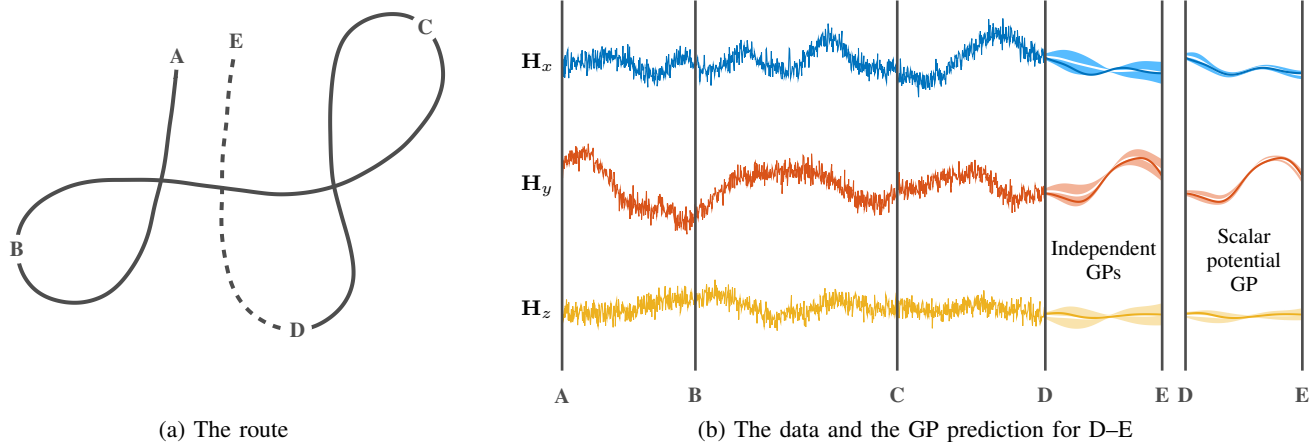 A
E
C
B
D
(a) The route
H_x
H_y
H_z
Independent
GPs
Scalar
potential
GP
A B C D E D E
(b) The data and the GP prediction for D–E